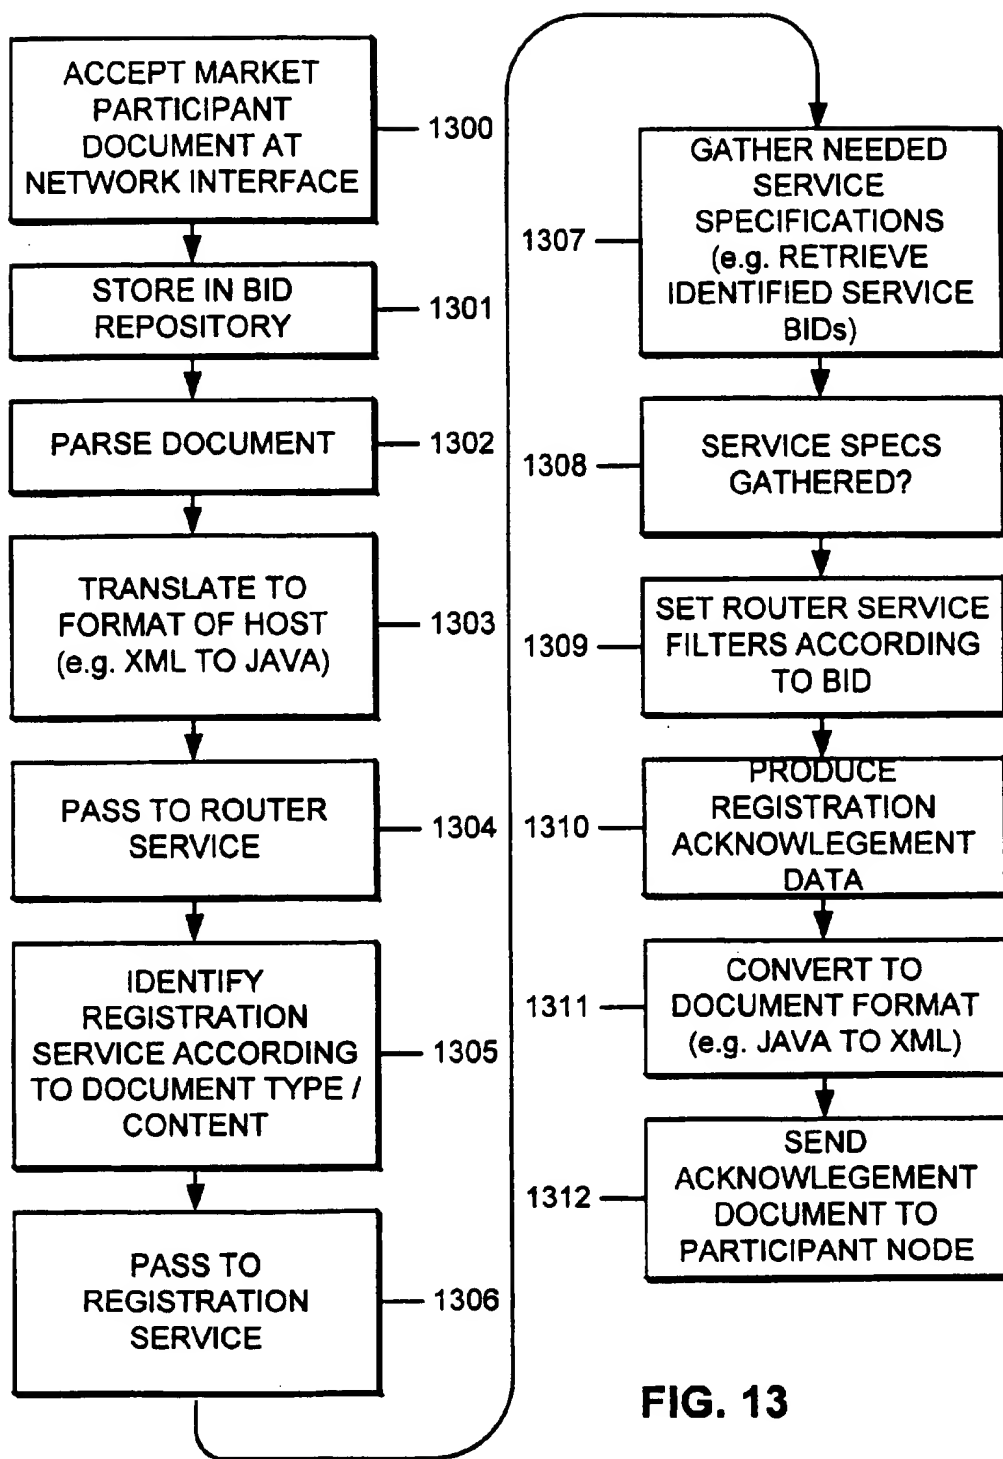 ACCEPT MARKET
PARTICIPANT
DOCUMENT AT
NETWORK INTERFACE
1300
STORE IN BID
REPOSITORY
1301
PARSE DOCUMENT
1302
TRANSLATE TO
FORMAT OF HOST
(e.g. XML TO JAVA)
1303
PASS TO ROUTER
SERVICE
1304
IDENTIFY
REGISTRATION
SERVICE ACCORDING
TO DOCUMENT TYPE /
CONTENT
1305
PASS TO
REGISTRATION
SERVICE
1306
GATHER NEEDED
SERVICE
SPECIFICATIONS
(e.g. RETRIEVE
IDENTIFIED SERVICE
BIDs)
1307
SERVICE SPECS
GATHERED?
1308
SET ROUTER SERVICE
FILTERS ACCORDING
TO BID
1309
PRODUCE
REGISTRATION
ACKNOWLEGEMENT
DATA
1310
CONVERT TO
DOCUMENT FORMAT
(e.g. JAVA TO XML)
1311
SEND
ACKNOWLEGEMENT
DOCUMENT TO
PARTICIPANT NODE
1312
FIG. 13